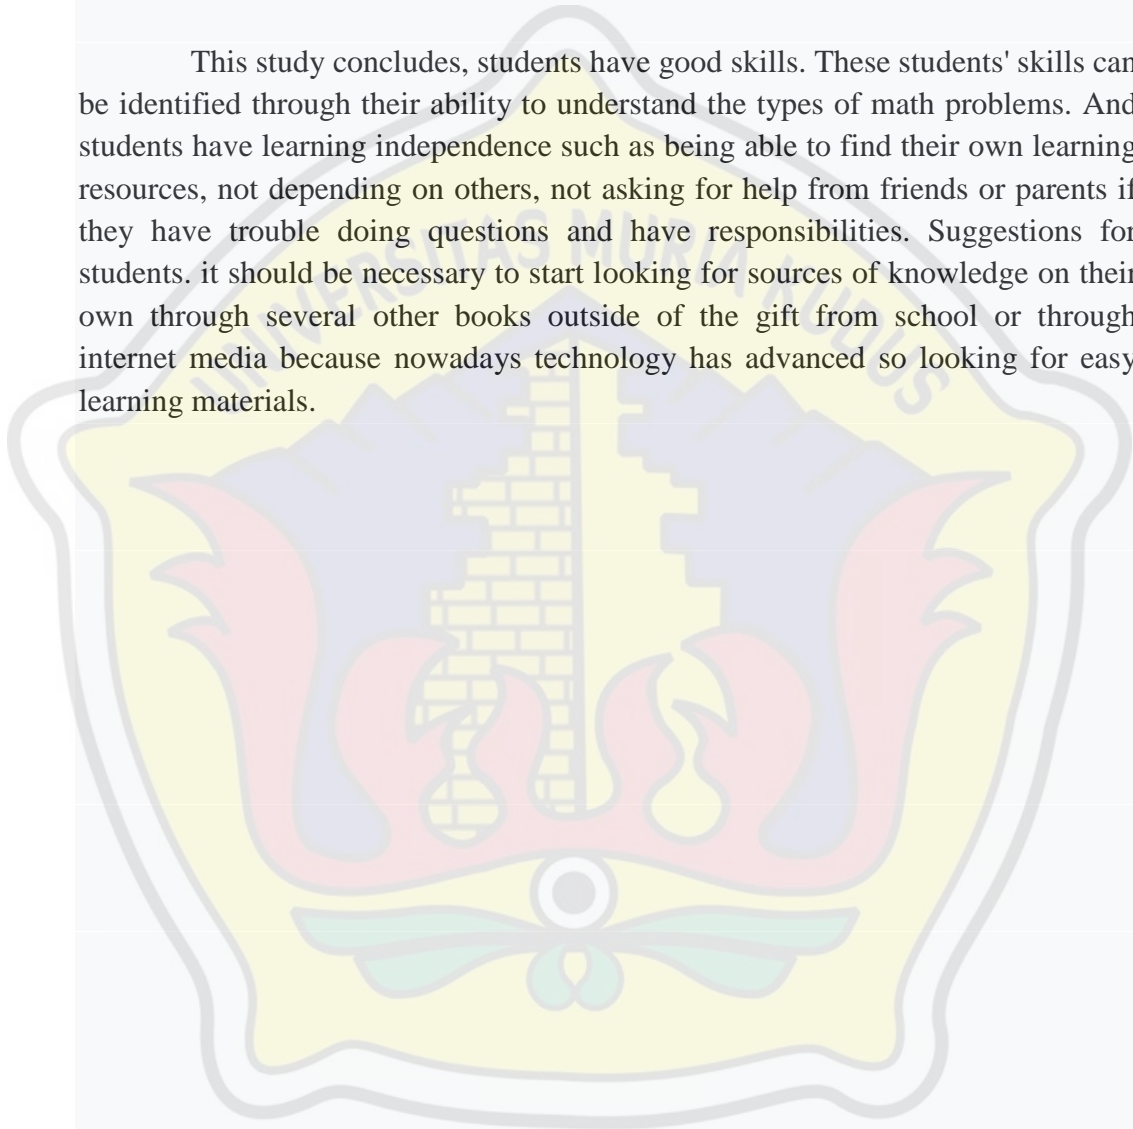 This study concludes, students have good skills. These students' skills can
be identified through their ability to understand the types of math problems. And
students have learning independence such as being able to find their own learning
resources, not depending on others, not asking for help from friends or parents if
they have trouble doing questions and have responsibilities. Suggestions for
students. it should be necessary to start looking for sources of knowledge on their
own through several other books outside of the gift from school or through
internet media because nowadays technology has advanced so looking for easy
learning materials.
UNIVERSITAS MURIA KUDUS